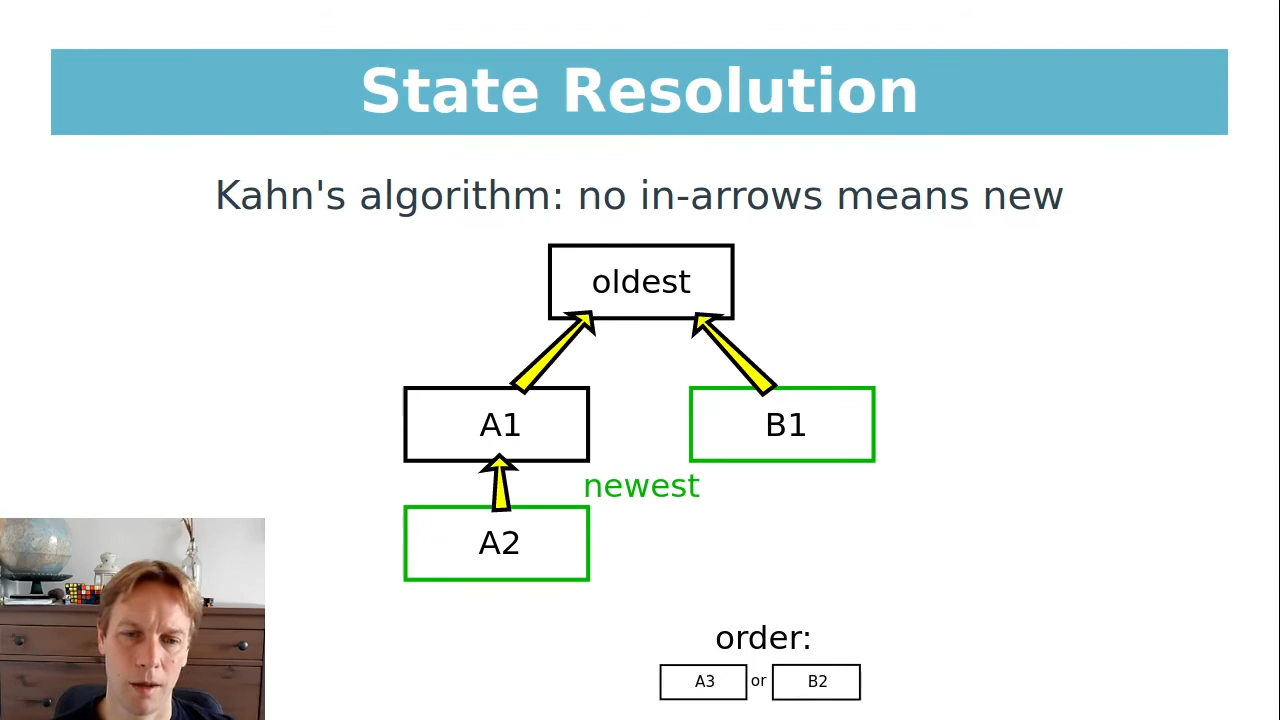 State Resolution
Kahn's algorithm: no in-arrows means new
oldest
A1
B1
newest
A2
order:
A3 or B2